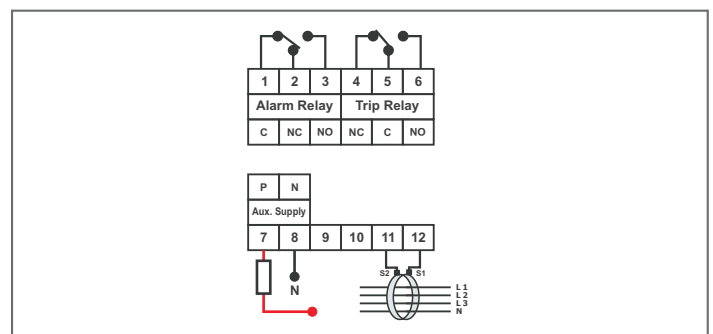 1 2 3 4 5 6
Alarm Relay Trip Relay
C NC NO NC C NO
P N
Aux. Supply
7 8 9 10 11 12
S2 S1
N
L1
L2
L3
N